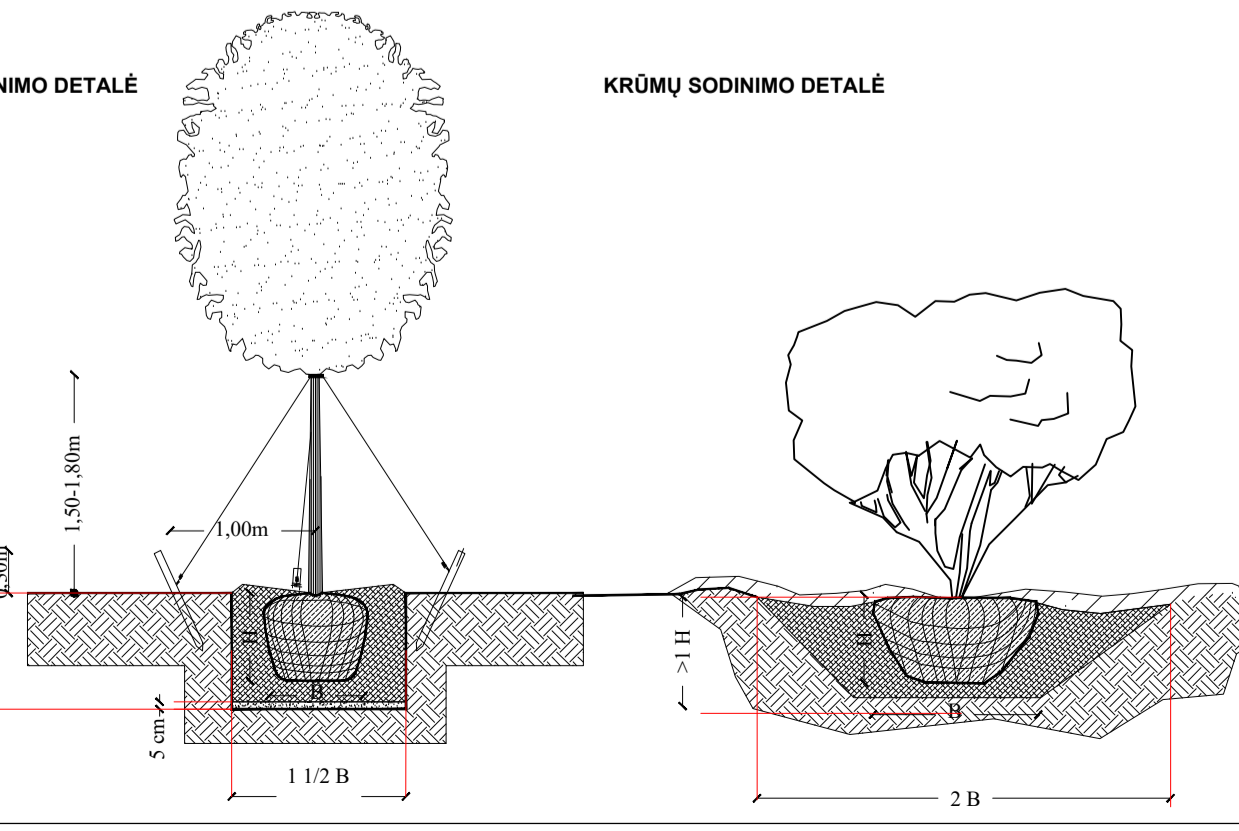 NIMO DETALĖ
KRŪMŲ SODINIMO DETALĖ
1,50-1,80m
1,00m
H
B
5 cm
1 1/2 B
>1 H
H
B
2 B